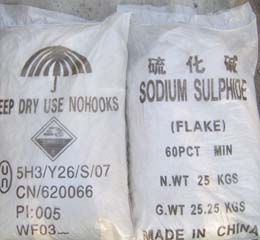 EEP DRY USE NOHOOKS
un
5H3/Y26/S/07
CN/620066
PI:005
WF03
硫化碱
SODIUM SULPHIDE
(FLAKE)
60PCT MIN
N.WT 25 KGS
G.WT 25.25 KGS
MADE IN CHINA